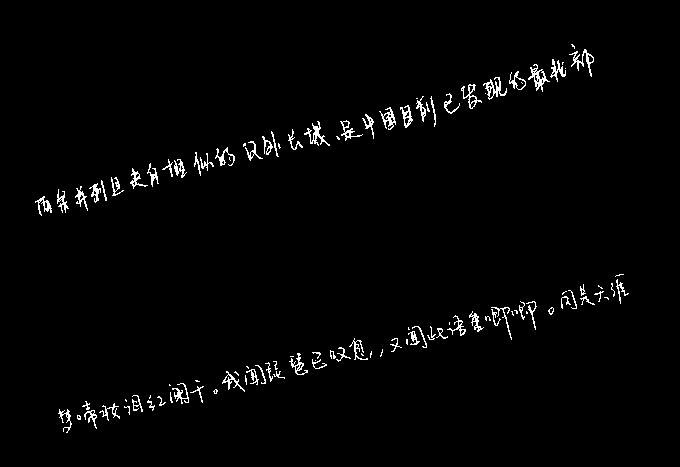 两条并列且走向相似的汉外长城,是中国目前已发现的最北部
梦啼妆泪红阑干。我闻琵琶已叹息,,又闻此语重唧唧。同是天涯